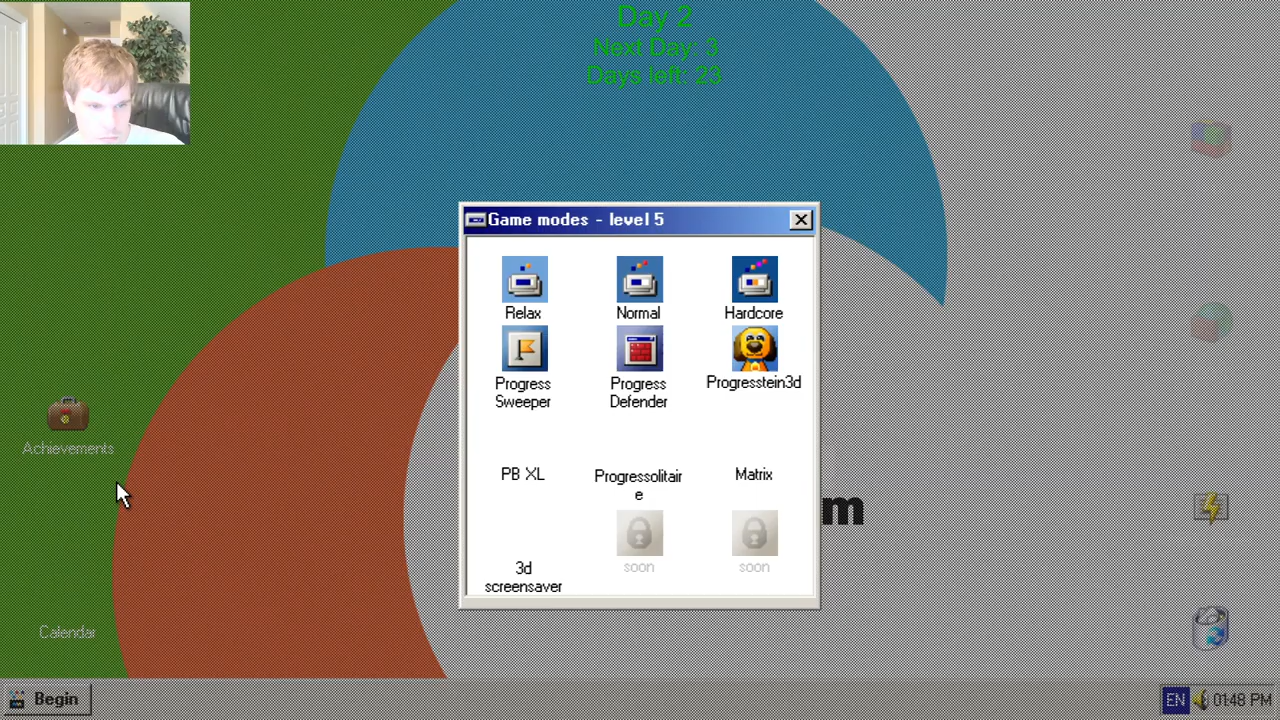 Day 2
Next Day: 3
Days left: 23
Game modes - level 5
Relax
Normal
Hardcore
Progress
Sweeper
Progress
Defender
Progresstein3d
Achievements
PB XL
Progressolitair
e
Matrix
m
3d
screensaver
soon
soon
Calendar
Begin
EN
01:48 PM